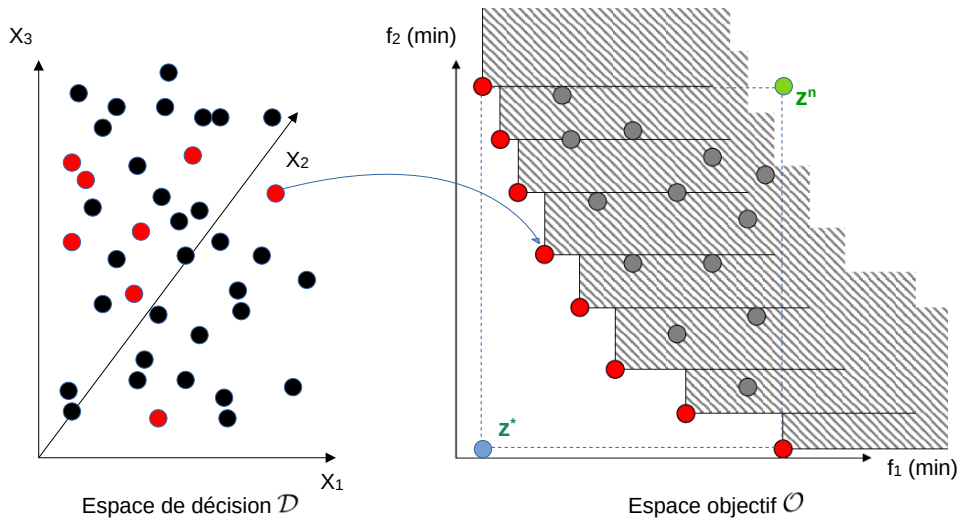 X3
f2 (min)
zn
X2
z*
X1
f1 (min)
Espace de décision 𝒟
Espace objectif 𝒪